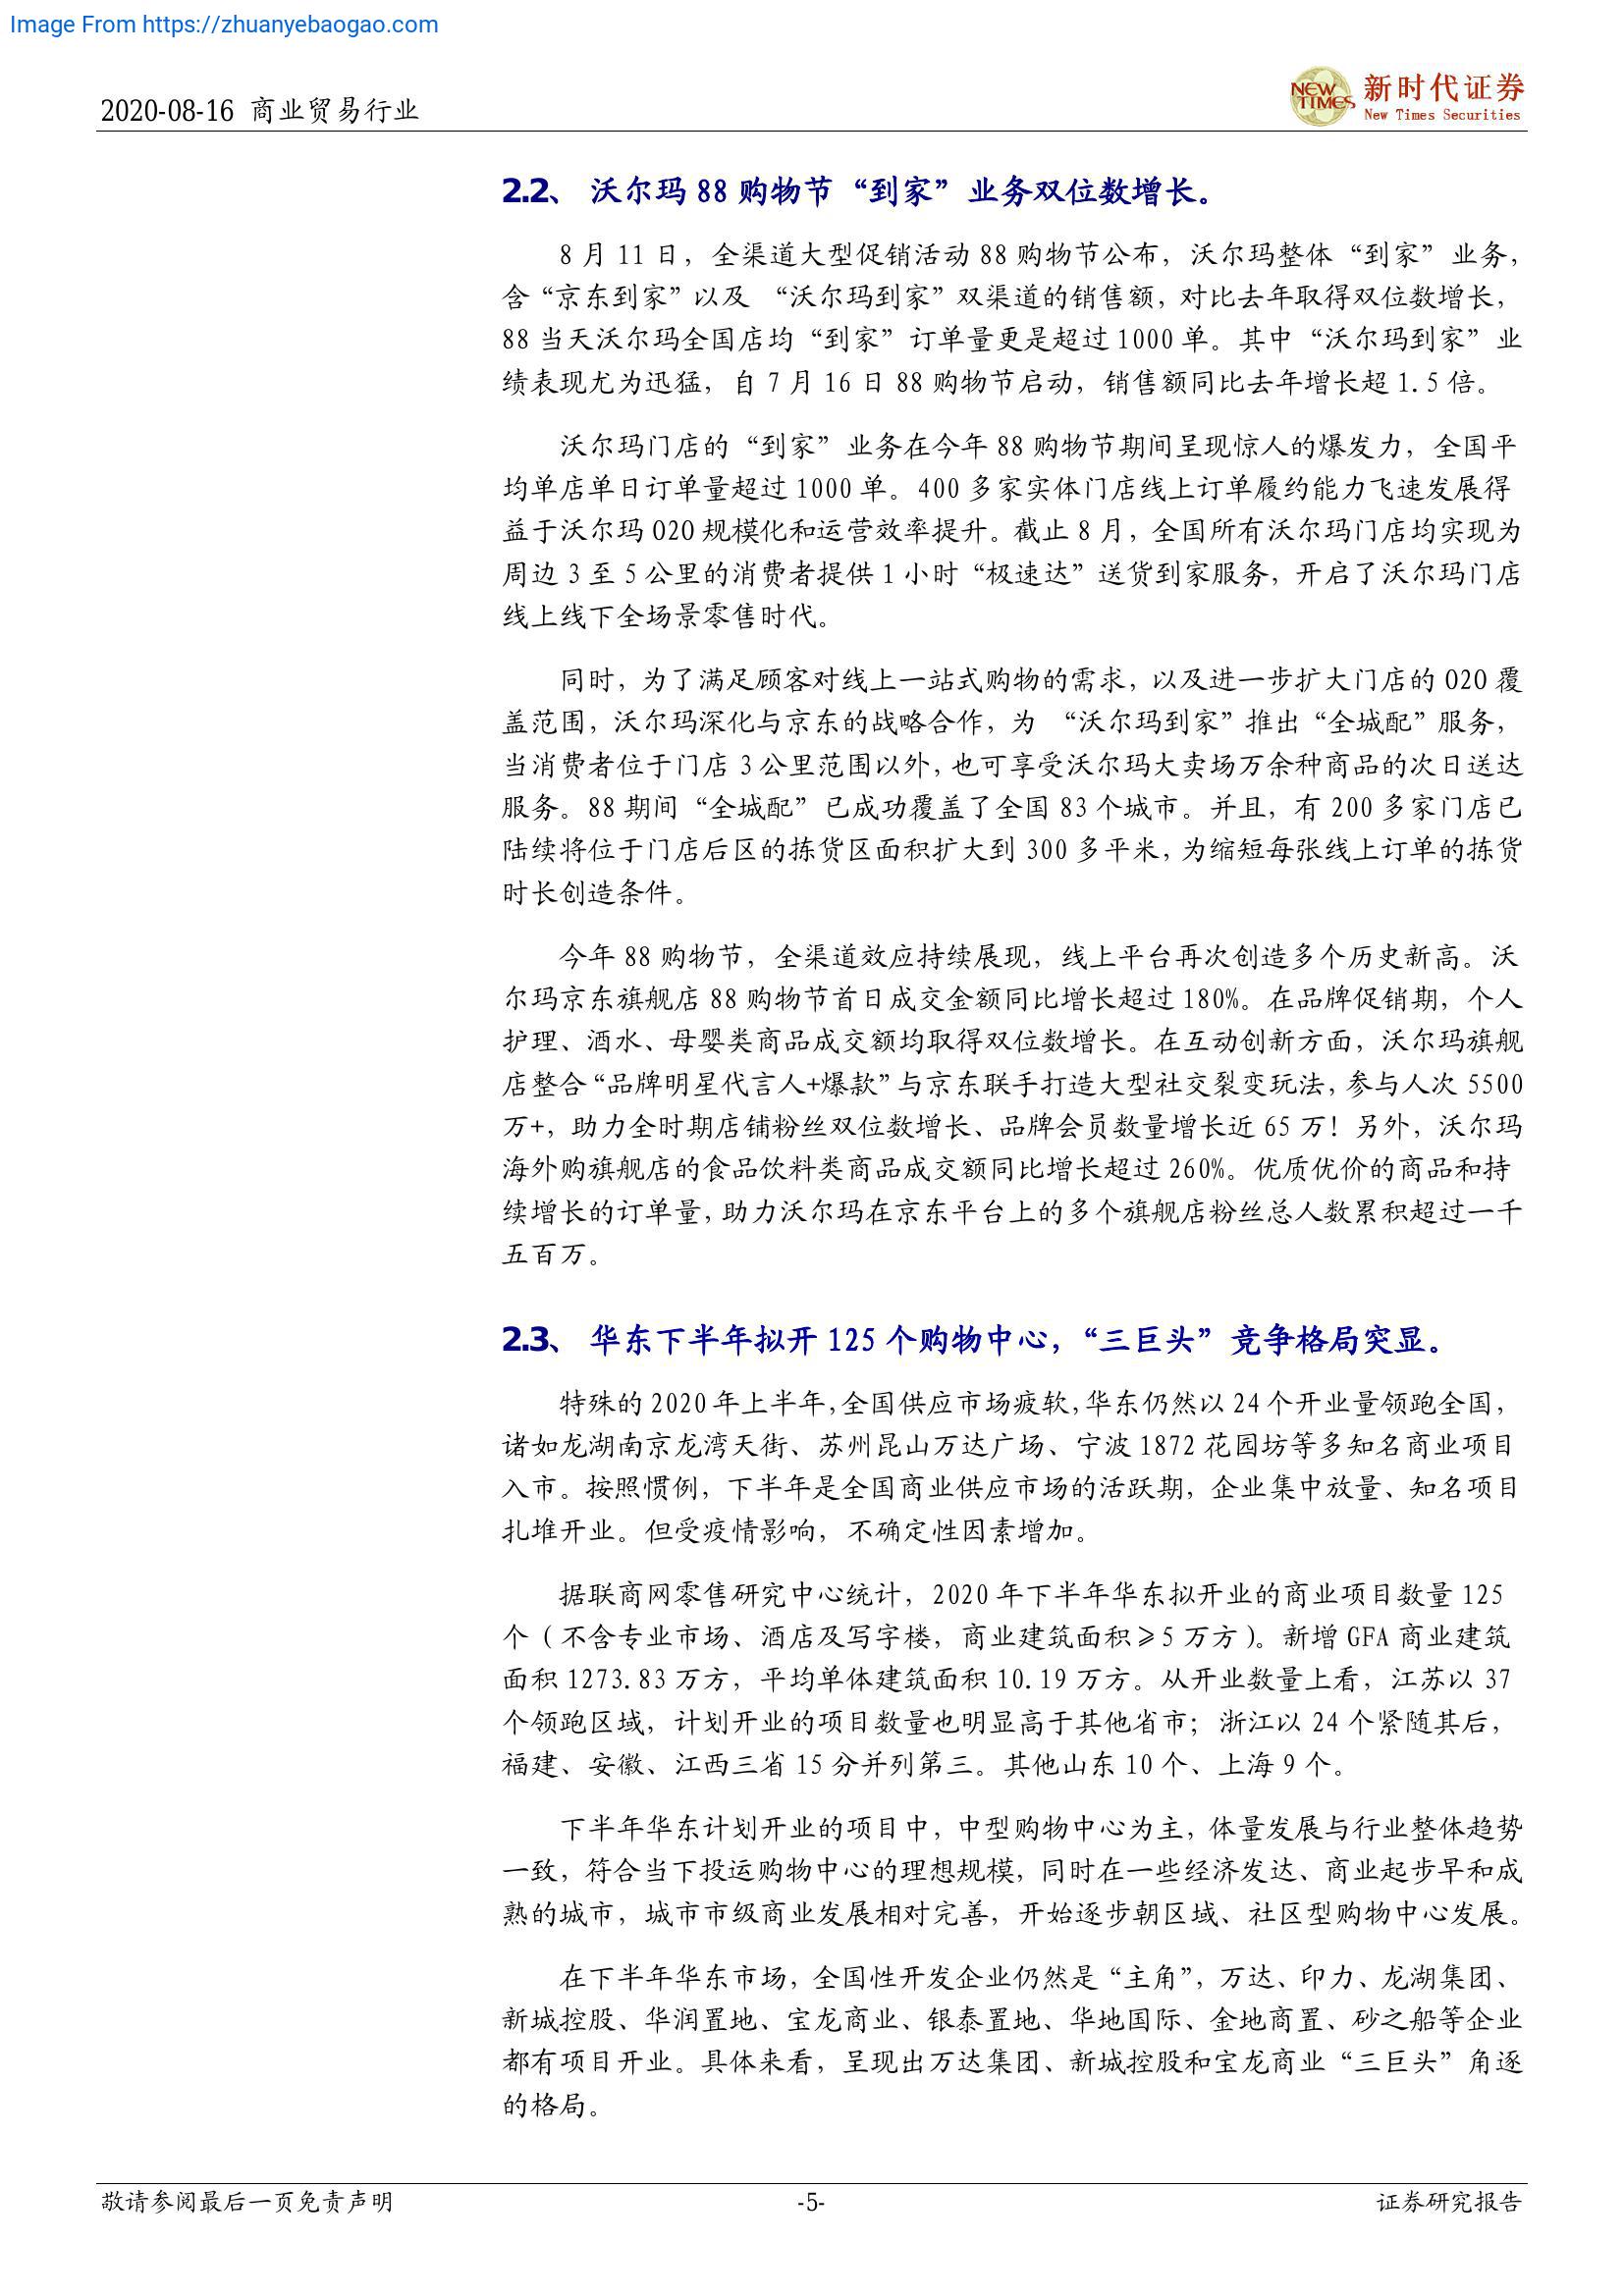 Image From https://zhuanyebaogao.com
2020-08-16 商业贸易行业
NEW TIMES
新时代证券
New Times Securities
2.2、 沃尔玛 88 购物节“到家”业务双位数增长。
8 月 11 日，全渠道大型促销活动 88 购物节公布，沃尔玛整体“到家”业务，
含“京东到家”以及 “沃尔玛到家”双渠道的销售额，对比去年取得双位数增长，
88 当天沃尔玛全国店均“到家”订单量更是超过 1000 单。其中“沃尔玛到家”业
绩表现尤为迅猛，自 7 月 16 日 88 购物节启动，销售额同比去年增长超 1.5 倍。
沃尔玛门店的“到家”业务在今年 88 购物节期间呈现惊人的爆发力，全国平
均单店单日订单量超过 1000 单。400 多家实体门店线上订单履约能力飞速发展得
益于沃尔玛 O2O 规模化和运营效率提升。截止 8 月，全国所有沃尔玛门店均实现为
周边 3 至 5 公里的消费者提供 1 小时“极速达”送货到家服务，开启了沃尔玛门店
线上线下全场景零售时代。
同时，为了满足顾客对线上一站式购物的需求，以及进一步扩大门店的 O2O 覆
盖范围，沃尔玛深化与京东的战略合作，为 “沃尔玛到家”推出“全城配”服务，
当消费者位于门店 3 公里范围以外，也可享受沃尔玛大卖场万余种商品的次日送达
服务。88 期间“全城配”已成功覆盖了全国 83 个城市。并且，有 200 多家门店已
陆续将位于门店后区的拣货区面积扩大到 300 多平米，为缩短每张线上订单的拣货
时长创造条件。
今年 88 购物节，全渠道效应持续展现，线上平台再次创造多个历史新高。沃
尔玛京东旗舰店 88 购物节首日成交金额同比增长超过 180%。在品牌促销期，个人
护理、酒水、母婴类商品成交额均取得双位数增长。在互动创新方面，沃尔玛旗舰
店整合“品牌明星代言人+爆款”与京东联手打造大型社交裂变玩法，参与人次 5500
万+，助力全时期店铺粉丝双位数增长、品牌会员数量增长近 65 万！另外，沃尔玛
海外购旗舰店的食品饮料类商品成交额同比增长超过 260%。优质优价的商品和持
续增长的订单量，助力沃尔玛在京东平台上的多个旗舰店粉丝总人数累积超过一千
五百万。
2.3、 华东下半年拟开 125 个购物中心，“三巨头”竞争格局突显。
特殊的 2020 年上半年，全国供应市场疲软，华东仍然以 24 个开业量领跑全国，
诸如龙湖南京龙湾天街、苏州昆山万达广场、宁波 1872 花园坊等多知名商业项目
入市。按照惯例，下半年是全国商业供应市场的活跃期，企业集中放量、知名项目
扎堆开业。但受疫情影响，不确定性因素增加。
据联商网零售研究中心统计，2020 年下半年华东拟开业的商业项目数量 125
个（不含专业市场、酒店及写字楼，商业建筑面积≥5 万方）。新增 GFA 商业建筑
面积 1273.83 万方，平均单体建筑面积 10.19 万方。从开业数量上看，江苏以 37
个领跑区域，计划开业的项目数量也明显高于其他省市；浙江以 24 个紧随其后，
福建、安徽、江西三省 15 分并列第三。其他山东 10 个、上海 9 个。
下半年华东计划开业的项目中，中型购物中心为主，体量发展与行业整体趋势
一致，符合当下投运购物中心的理想规模，同时在一些经济发达、商业起步早和成
熟的城市，城市市级商业发展相对完善，开始逐步朝区域、社区型购物中心发展。
在下半年华东市场，全国性开发企业仍然是“主角”，万达、印力、龙湖集团、
新城控股、华润置地、宝龙商业、银泰置地、华地国际、金地商置、砂之船等企业
都有项目开业。具体来看，呈现出万达集团、新城控股和宝龙商业“三巨头”角逐
的格局。
敬请参阅最后一页免责声明
-5-
证券研究报告